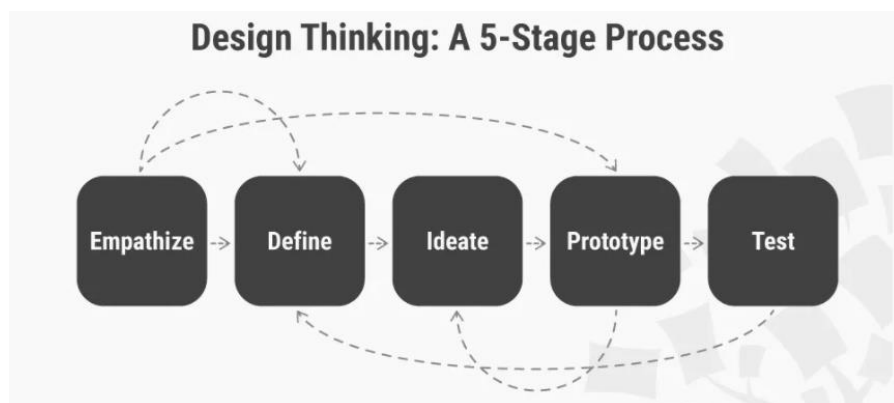 Design Thinking: A 5-Stage Process
Empathize
Define
Ideate
Prototype
Test